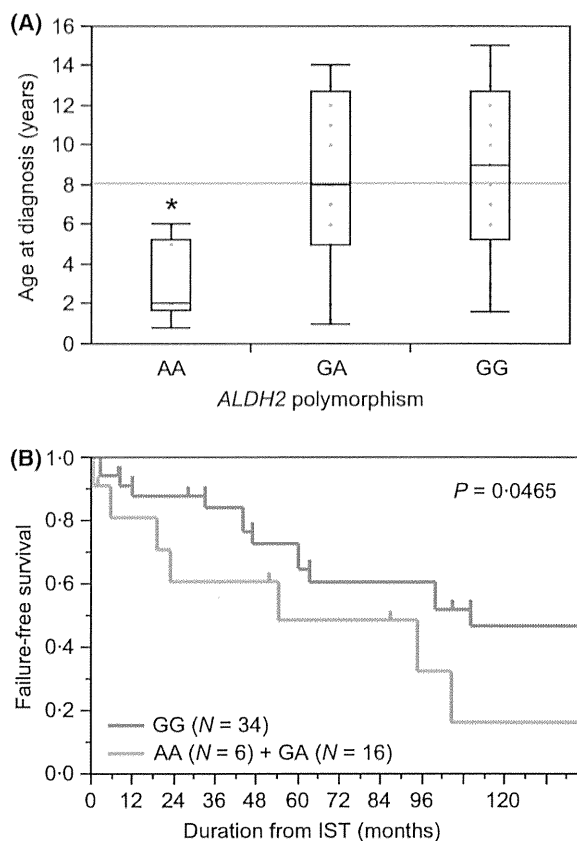 (A)
16
14
12
10
8
6
4
2
0
Age at diagnosis (years)
*
AA GA GG
ALDH2 polymorphism
(B)
1·0
0·8
0·6
0·4
0·2
0·0
Failure-free survival
P = 0·0465
GG (N = 34)
AA (N = 6) + GA (N = 16)
0 12 24 36 48 60 72 84 96 120
Duration from IST (months)